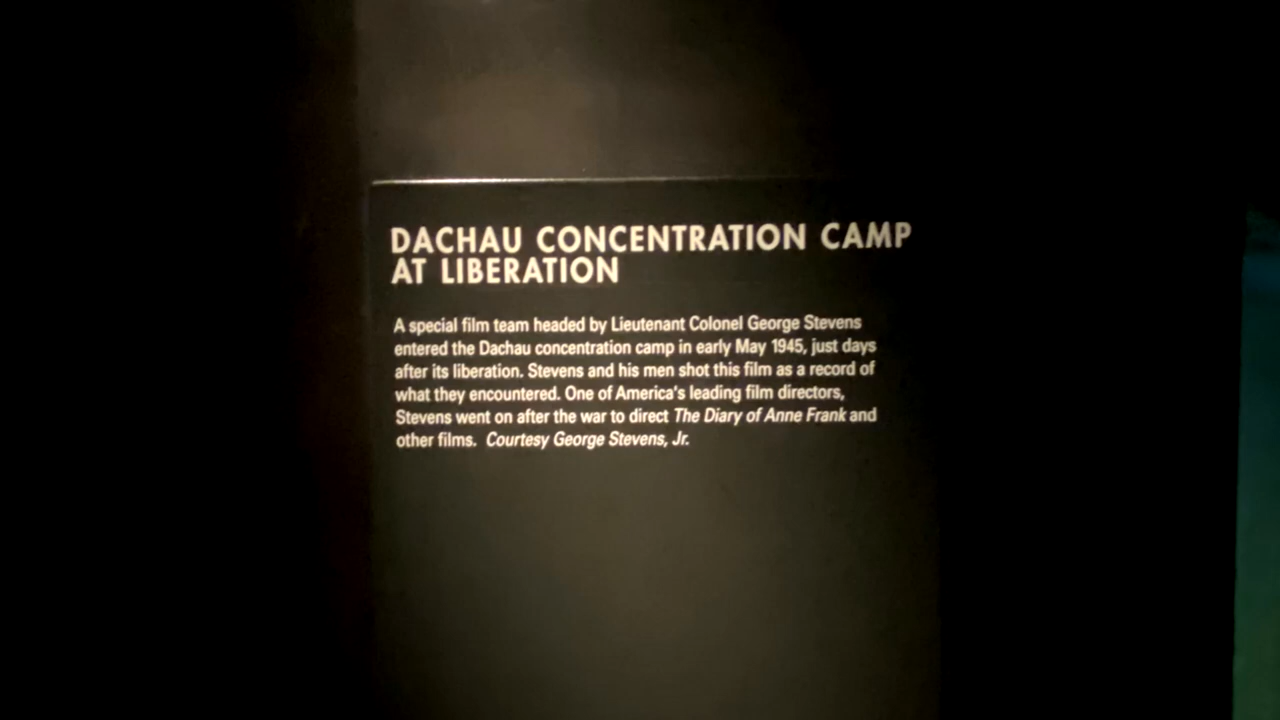 DACHAU CONCENTRATION CAMP
AT LIBERATION
A special film team headed by Lieutenant Colonel George Stevens
entered the Dachau concentration camp in early May 1945, just days
after its liberation. Stevens and his men shot this film as a record of
what they encountered. One of America's leading film directors,
Stevens went on after the war to direct The Diary of Anne Frank and
other films. Courtesy George Stevens, Jr.